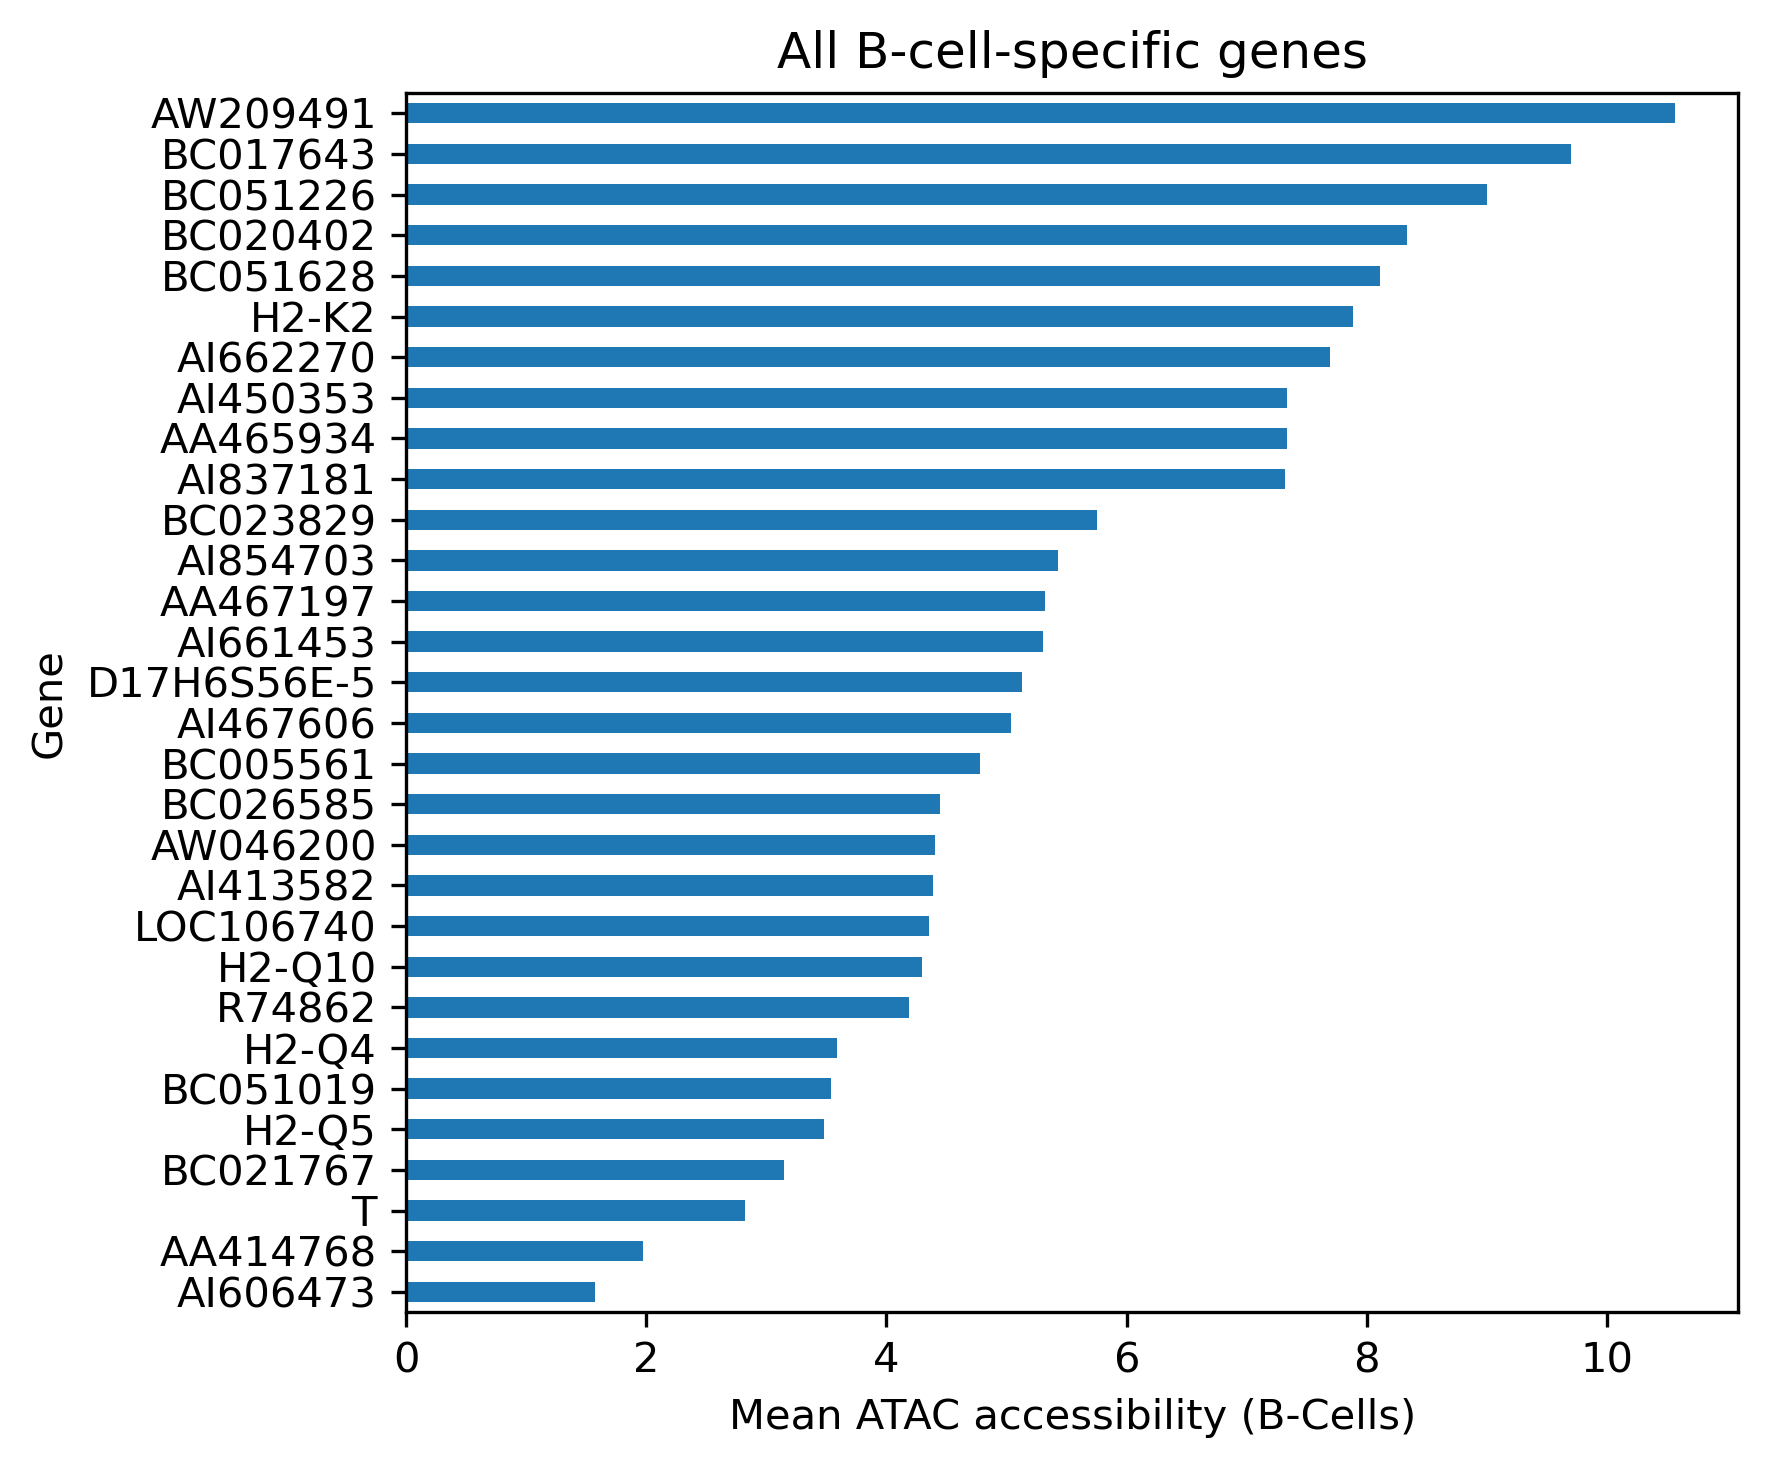 All B-cell-specific genes
AW209491
BC017643
BC051226
BC020402
BC051628
H2-K2
AI662270
AI450353
AA465934
AI837181
BC023829
AI854703
AA467197
AI661453
D17H6S56E-5
AI467606
BC005561
BC026585
AW046200
AI413582
LOC106740
H2-Q10
R74862
H2-Q4
BC051019
H2-Q5
BC021767
T
AA414768
AI606473
Gene
0 2 4 6 8 10
Mean ATAC accessibility (B-Cells)